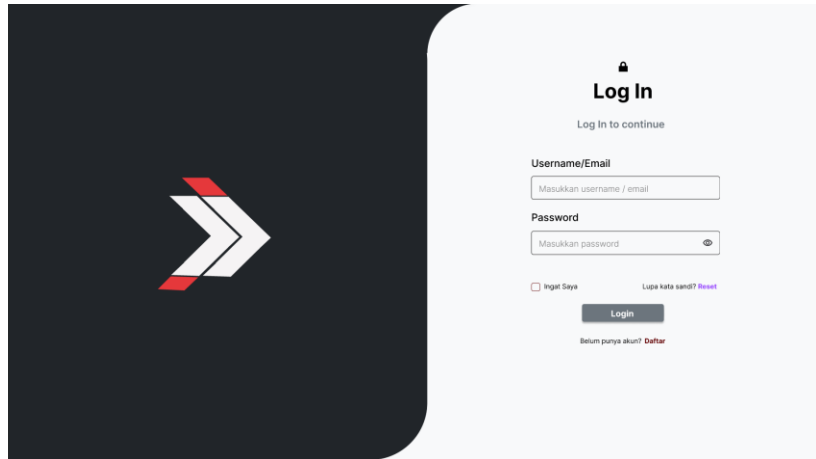 Log In
Log In to continue
Username/Email
Masukkan username / email
Password
Masukkan password
Ingat Saya
Lupa kata sandi? Reset
Login
Belum punya akun? Daftar